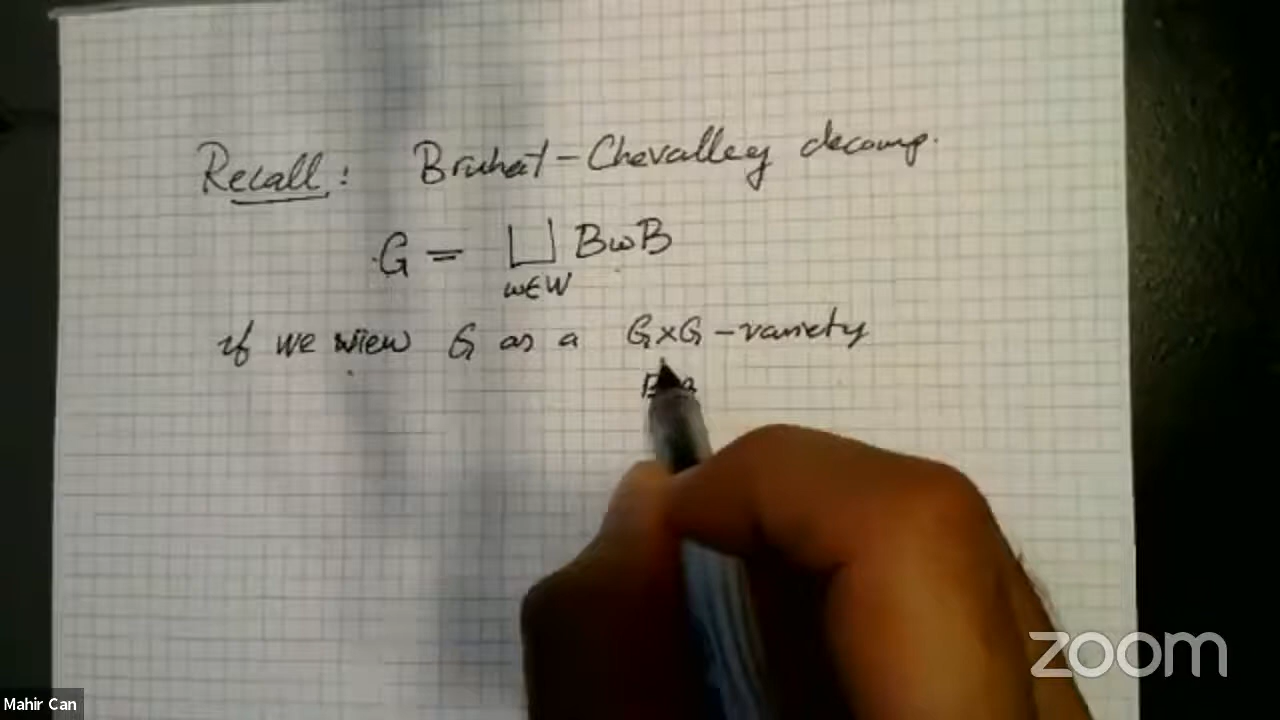 Recall: Bruhat-Chevalley decomp.
G = ⨆ BwB
w∈W
if we view G as a G×G-variety
zoom
Mahir Can